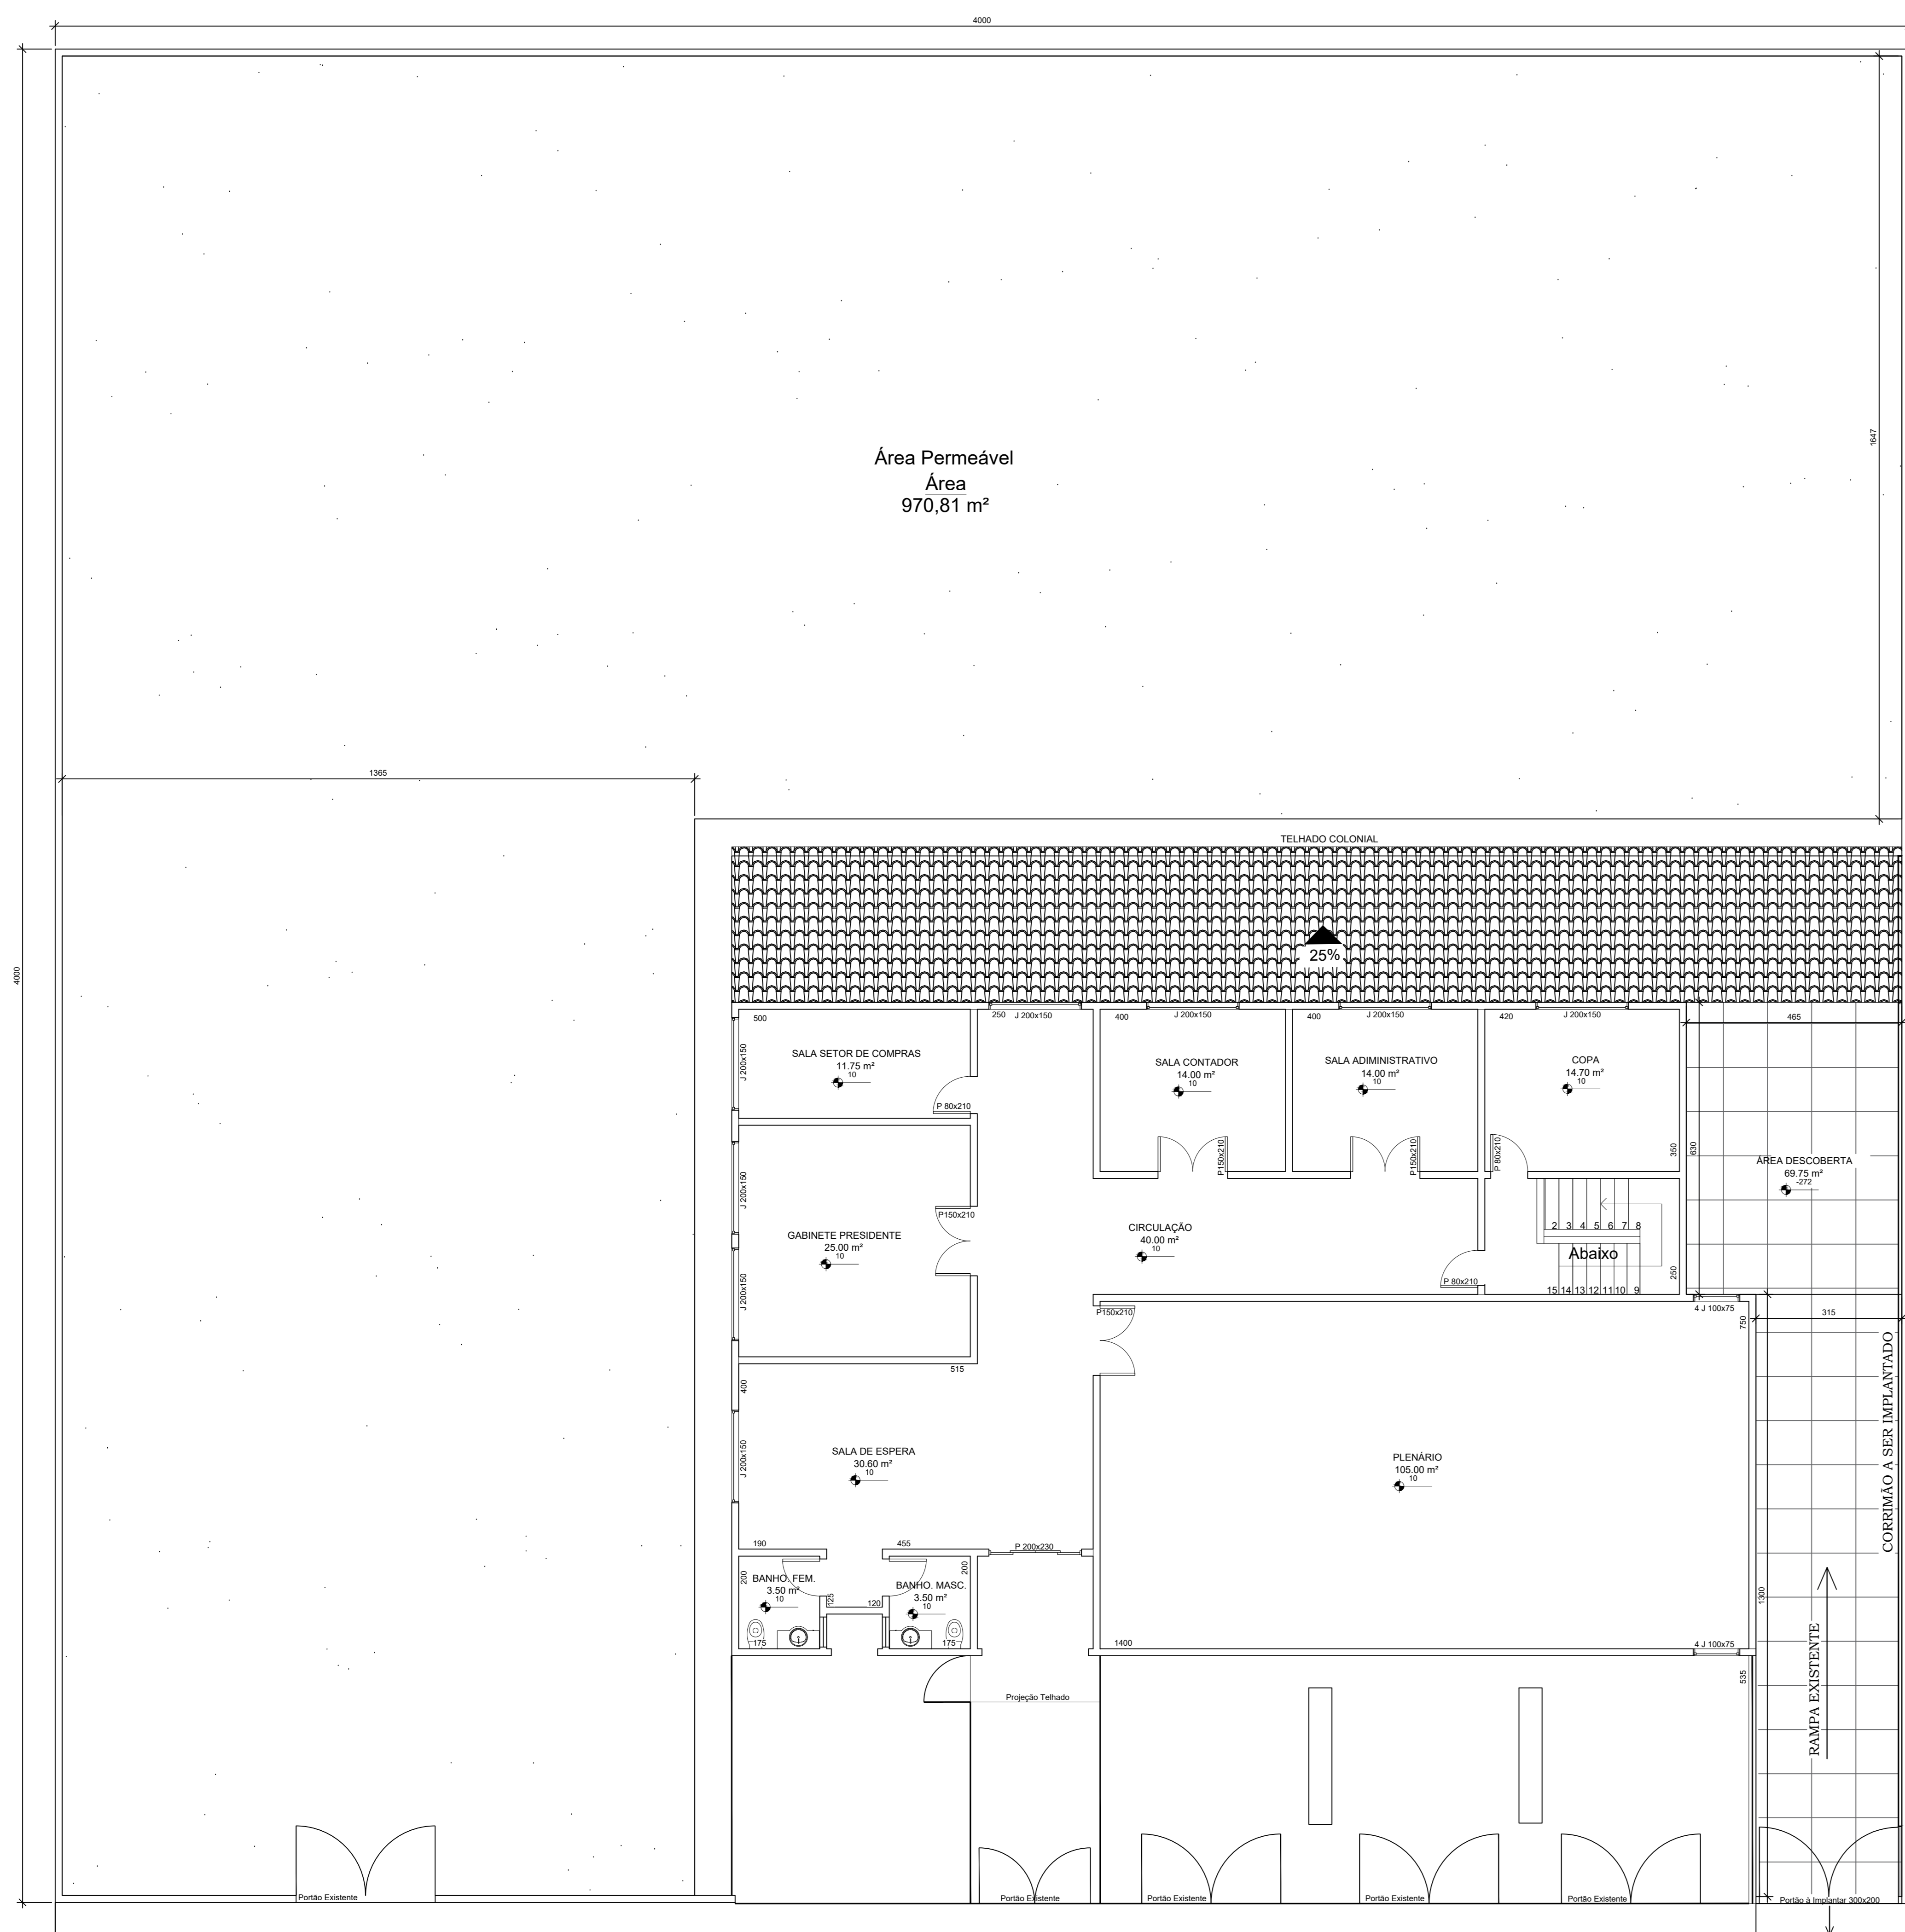 4000
4000
1647
Área Permeável
Área
970,81 m²
1365
TELHADO COLONIAL
25%
500
250
J 200x150
400
J 200x150
400
J 200x150
420
J 200x150
465
J 200x150
SALA SETOR DE COMPRAS
11.75 m²
10
P 80x210
SALA CONTADOR
14.00 m²
10
P150x210
SALA ADIMINISTRATIVO
14.00 m²
10
P150x210
COPA
14.70 m²
10
P 80x210
350
630
ÁREA DESCOBERTA
69.75 m²
-272
J 200x150
GABINETE PRESIDENTE
25.00 m²
10
P150x210
J 200x150
CIRCULAÇÃO
40.00 m²
10
P 80x210
2 3 4 5 6 7 8
Abaixo
15 14 13 12 11 10 9
250
P150x210
4 J 100x75
750
315
515
400
J 200x150
SALA DE ESPERA
30.60 m²
10
PLENÁRIO
105.00 m²
10
CORRIMÃO A SER IMPLANTADO
190
455
P 200x230
200
BANHO. FEM.
3.50 m²
10
175
125
120
200
BANHO. MASC.
3.50 m²
10
175
1400
4 J 100x75
1300
535
RAMPA EXISTENTE
Projeção Telhado
Portão Existente
Portão Existente
Portão Existente
Portão Existente
Portão Existente
Portão à Implantar 300x200